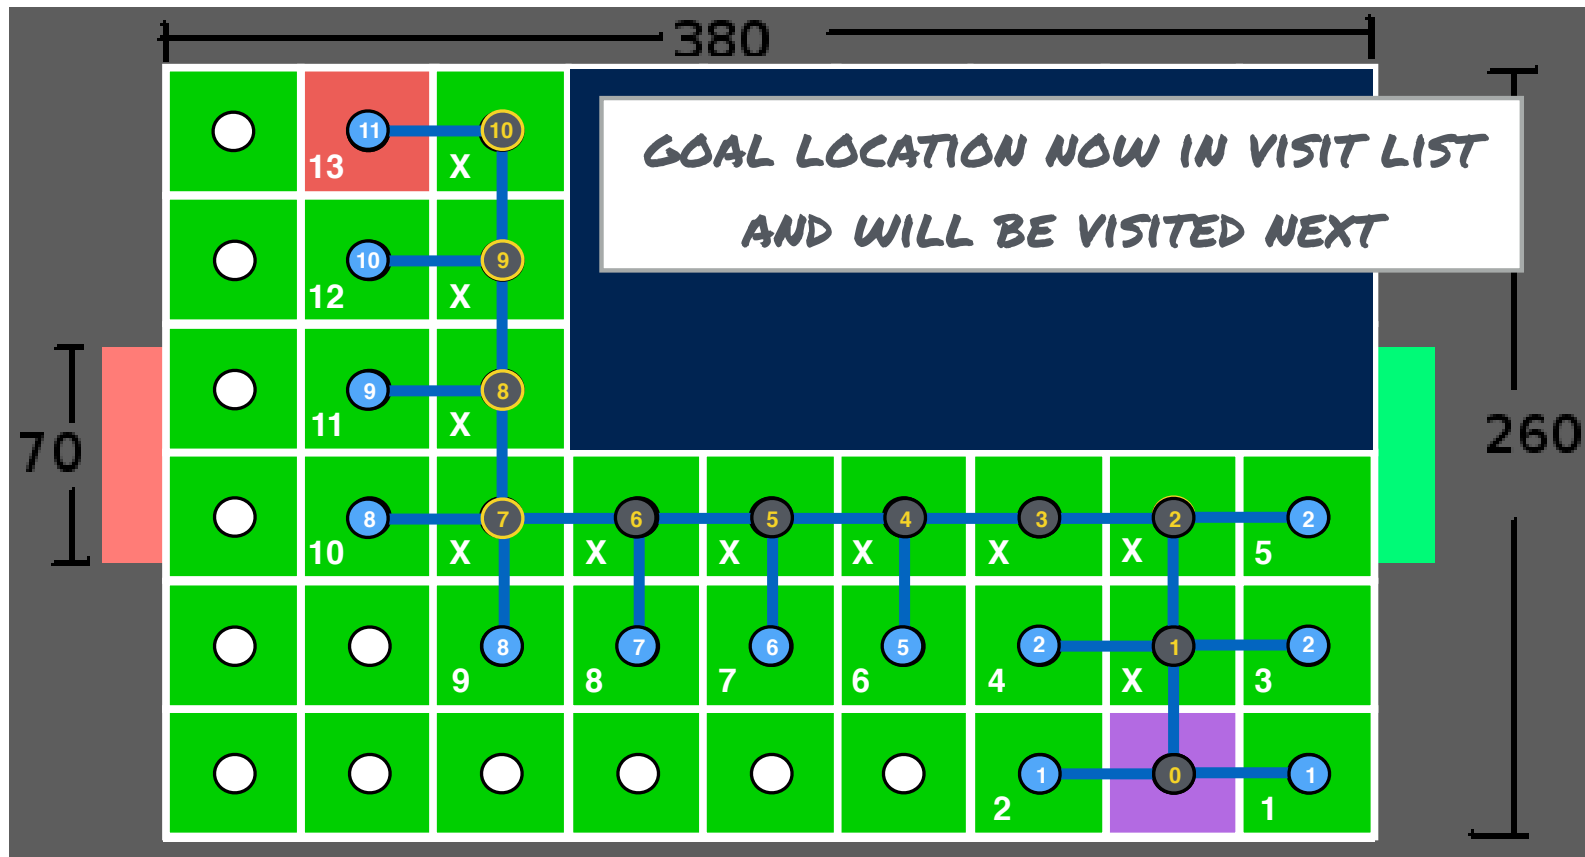 380
GOAL LOCATION NOW IN VISIT LIST
AND WILL BE VISITED NEXT
11 10
13 X
10 9
12 X
70
9 8
11 X
260
8 7 6 5 4 3 2 2
10 X X X X X X 5
8 7 6 5 2 1 2
9 8 7 6 4 X 3
1 0 1
2 1